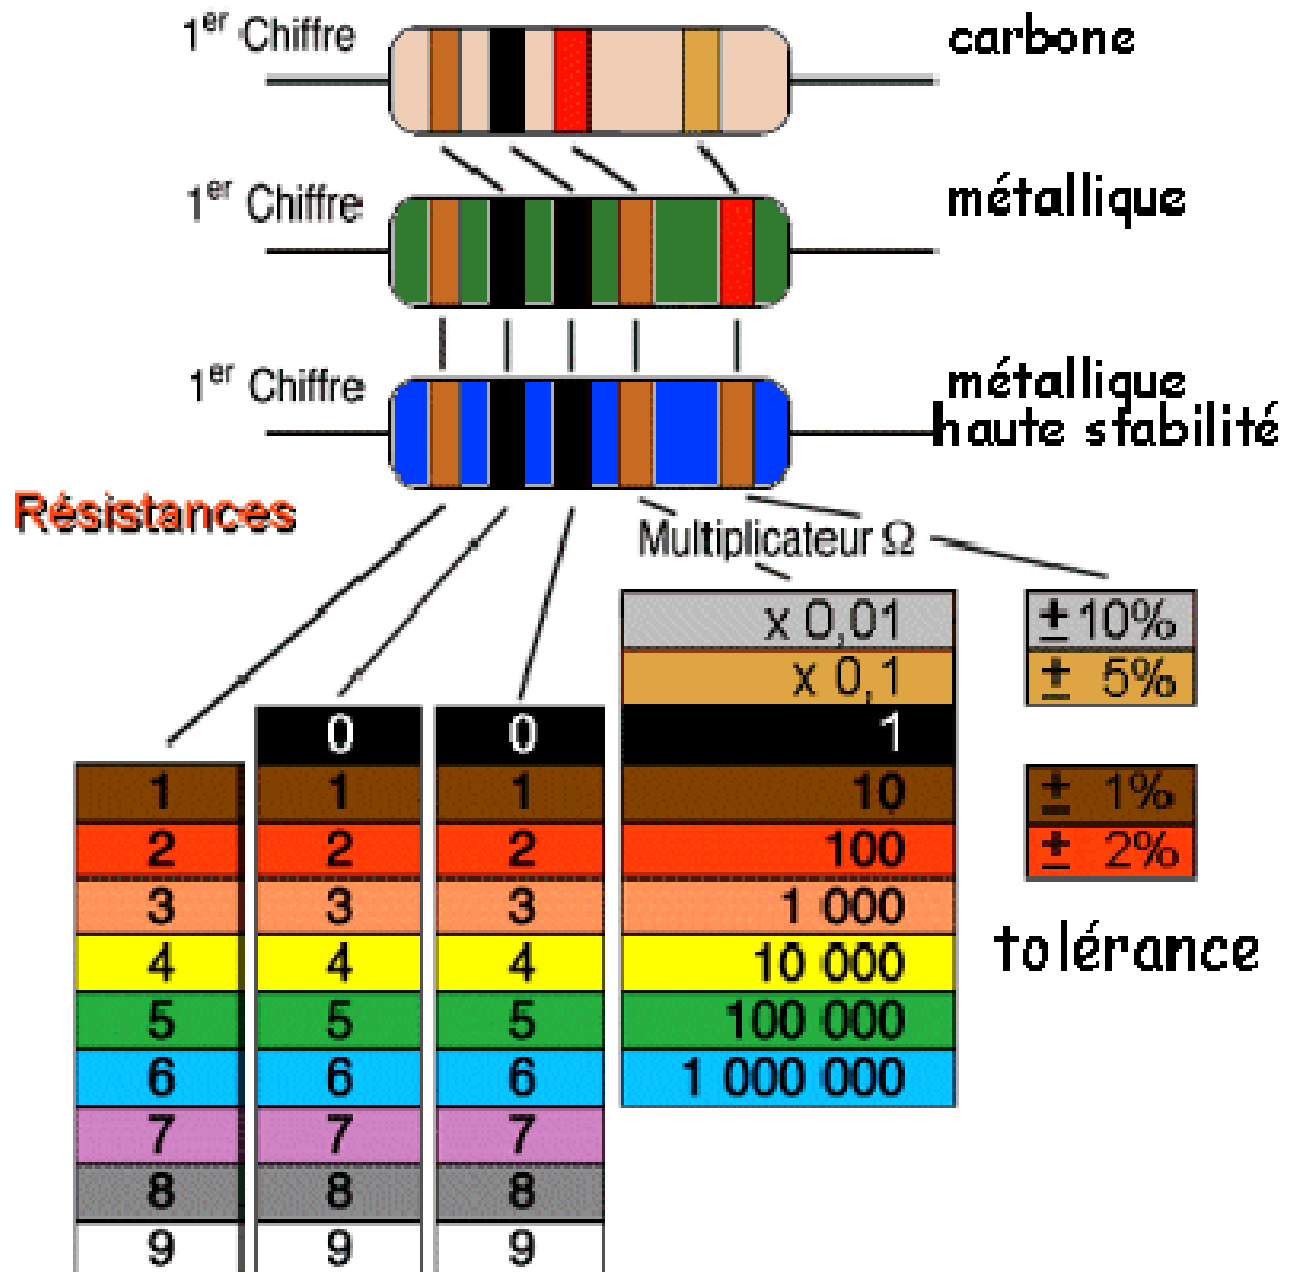 1er Chiffre
carbone
1er Chiffre
métallique
1er Chiffre
métallique
haute stabilité
Résistances
Multiplicateur Ω
x 0,01 ± 10%
x 0,1 ± 5%
0 0 1
1 1 1 10 ± 1%
2 2 2 100 ± 2%
3 3 3 1 000
4 4 4 10 000
tolérance
5 5 5 100 000
6 6 6 1 000 000
7 7 7
8 8 8
9 9 9